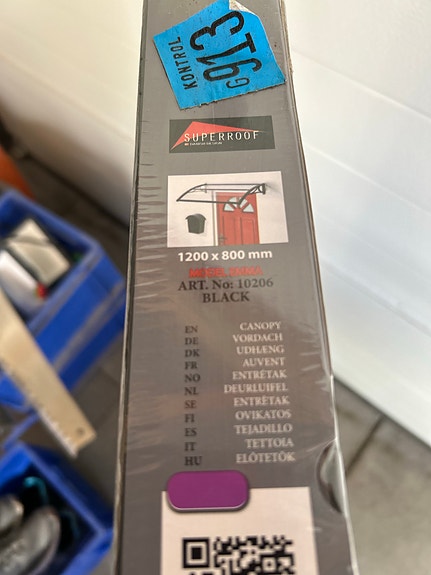 KONTROL
G913
SUPERROOF
1200 x 800 mm
ART. No: 10206
BLACK
EN CANOPY
DE VORDACH
DK UDHÆNG
FR AUVENT
NO ENTRÉTAK
NL DEURLUIFEL
SE ENTRÉTAK
FI OVIKATOS
ES TEJADILLO
IT TETTOIA
HU ELŐTETŐK